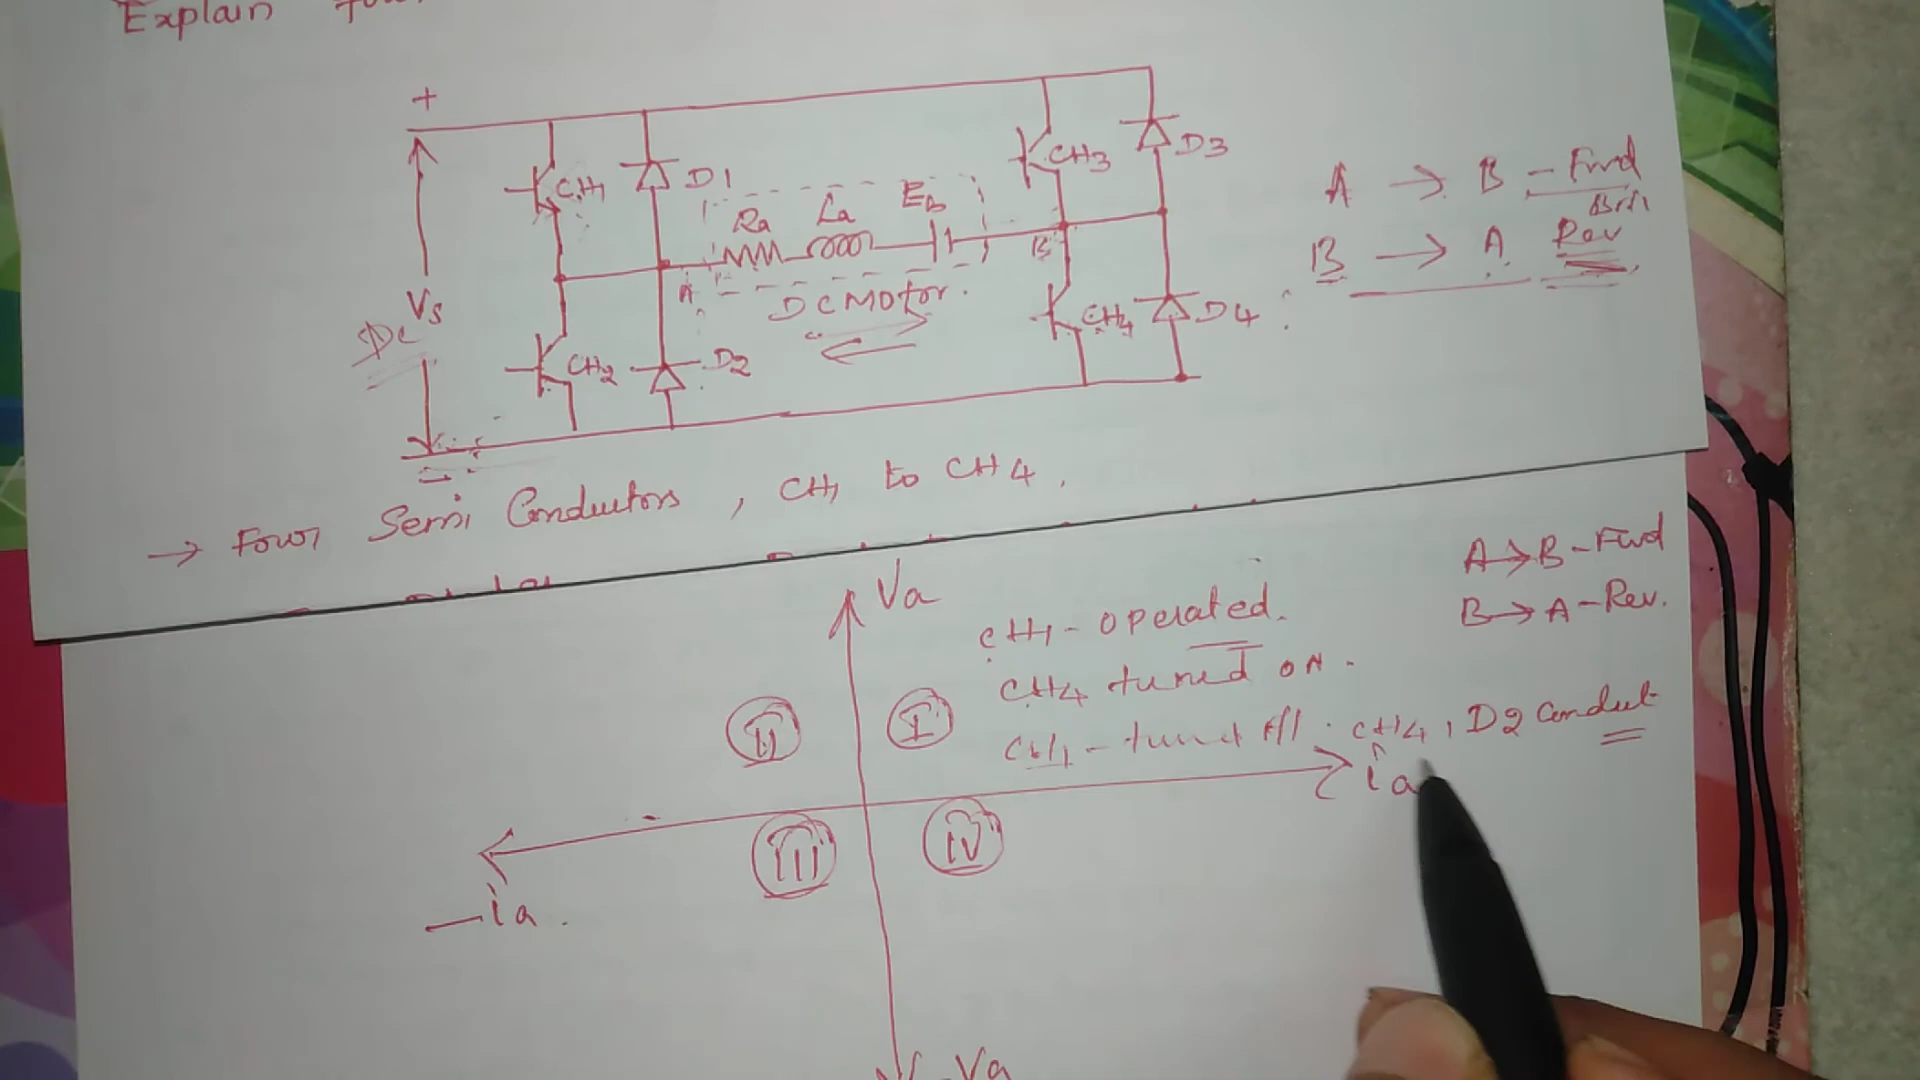 Explain
+
CH1 D1 CH3 D3
Ra La Eb
A B
DC Motor.
DC Vs
CH2 D2 CH4 D4
A → B - Fwd
B → A Rev
→ Four Semi Conductors, CH1 to CH4.
A → B - Fwd
B → A - Rev.
Va
CH1 - operated.
CH4 turned on.
CH1 - turned off. CH4, D2 Conduct
II I
ia
III IV
-ia.
-Va